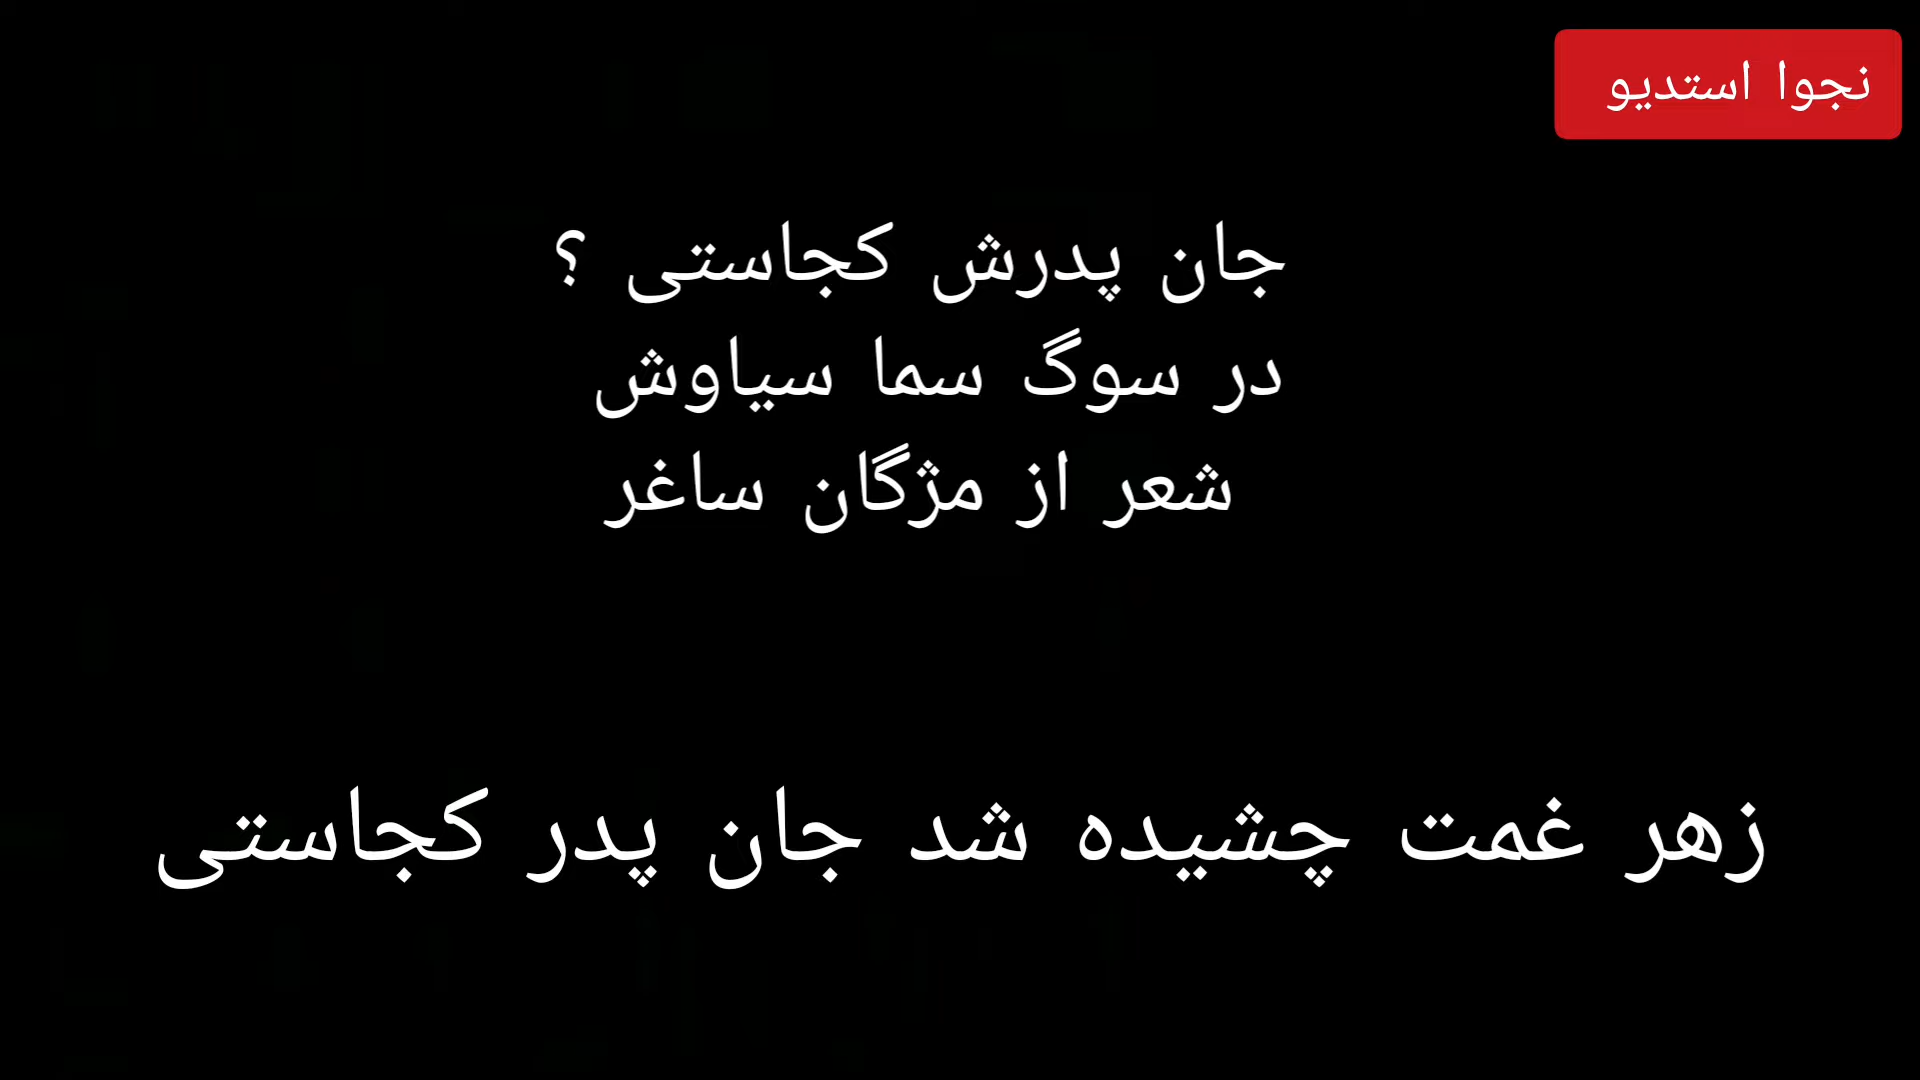 نجوا استدیو
جان پدرش کجاستی ؟
در سوگ سما سیاوش
شعر از مژگان ساغر
زهر غمت چشیده شد جان پدر کجاستی